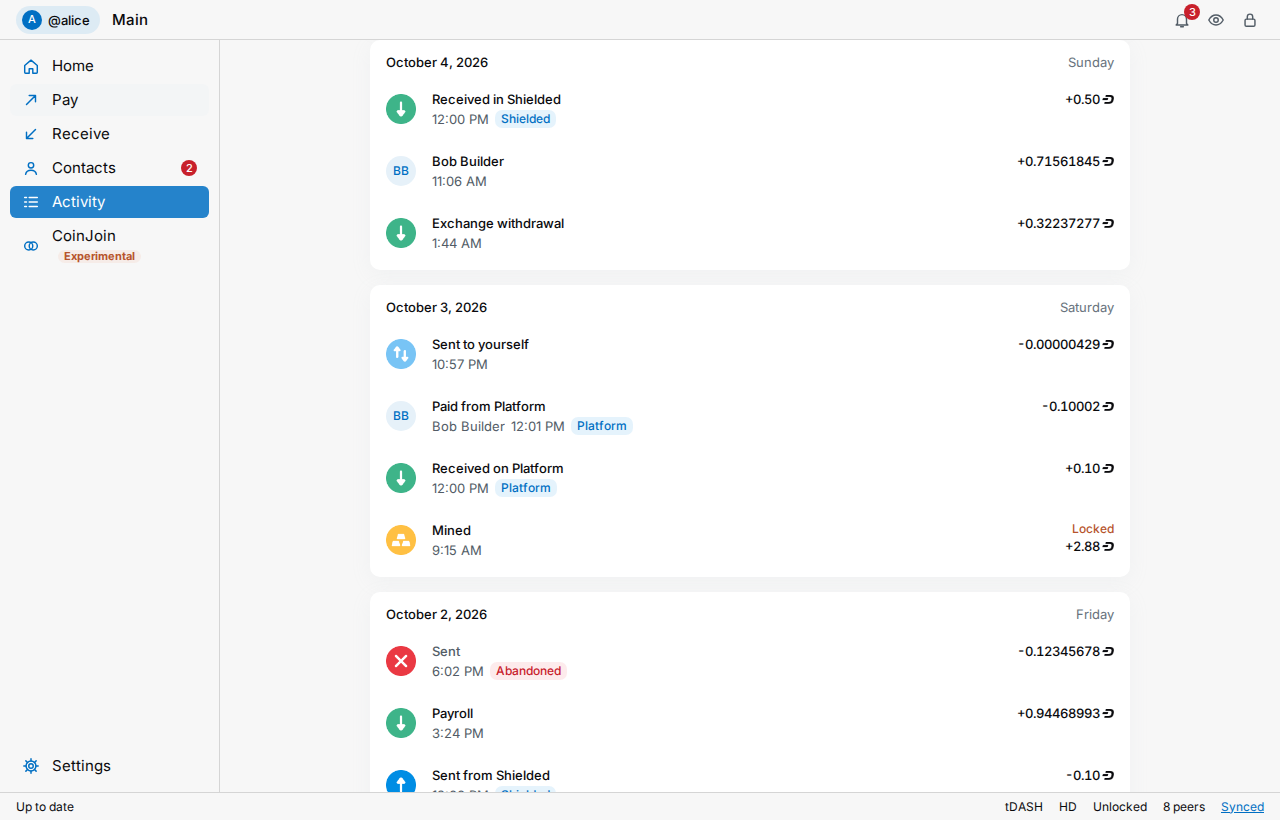 A @alice Main 3
Home
Pay
Receive
Contacts 2
Activity
CoinJoin
Experimental
Settings
October 4, 2026 Sunday
Received in Shielded +0.50
12:00 PM Shielded
BB Bob Builder +0.71561845
11:06 AM
Exchange withdrawal +0.32237277
1:44 AM
October 3, 2026 Saturday
Sent to yourself -0.00000429
10:57 PM
BB Paid from Platform -0.10002
Bob Builder 12:01 PM Platform
Received on Platform +0.10
12:00 PM Platform
Mined Locked
9:15 AM +2.88
October 2, 2026 Friday
Sent -0.12345678
6:02 PM Abandoned
Payroll +0.94468993
3:24 PM
Sent from Shielded -0.10
Up to date tDASH HD Unlocked 8 peers Synced